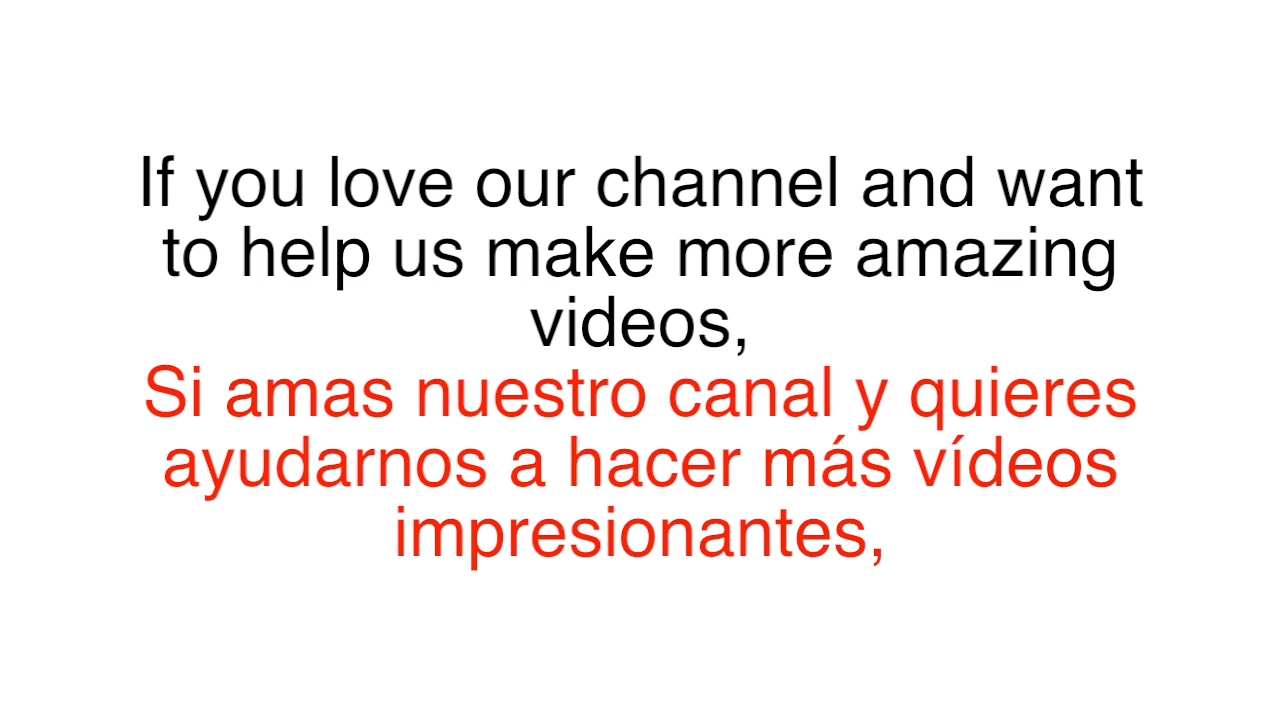 If you love our channel and want
to help us make more amazing
videos,
Si amas nuestro canal y quieres
ayudarnos a hacer más vídeos
impresionantes,